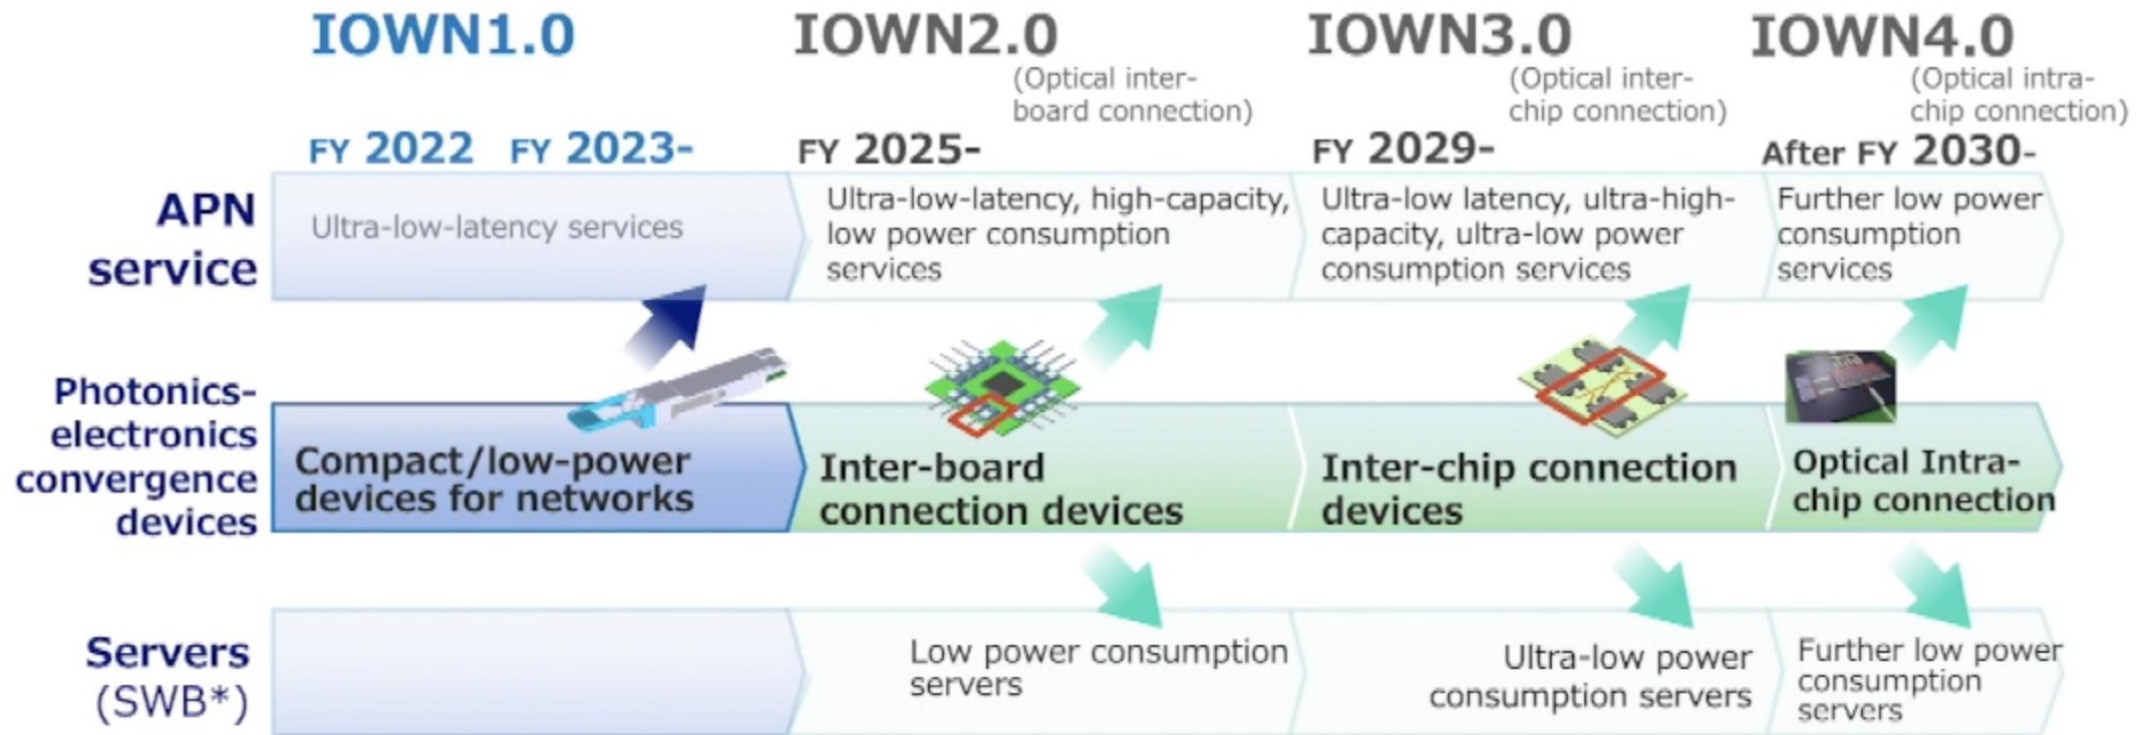 IOWN1.0
IOWN2.0
(Optical inter-
board connection)
IOWN3.0
(Optical inter-
chip connection)
IOWN4.0
(Optical intra-
chip connection)
FY 2022 FY 2023-
FY 2025-
FY 2029-
After FY 2030-
APN
service
Ultra-low-latency services
Ultra-low-latency, high-capacity,
low power consumption
services
Ultra-low latency, ultra-high-
capacity, ultra-low power
consumption services
Further low power
consumption
services
Photonics-
electronics
convergence
devices
Compact/low-power
devices for networks
Inter-board
connection devices
Inter-chip connection
devices
Optical Intra-
chip connection
Servers
(SWB*)
Low power consumption
servers
Ultra-low power
consumption servers
Further low power
consumption
servers